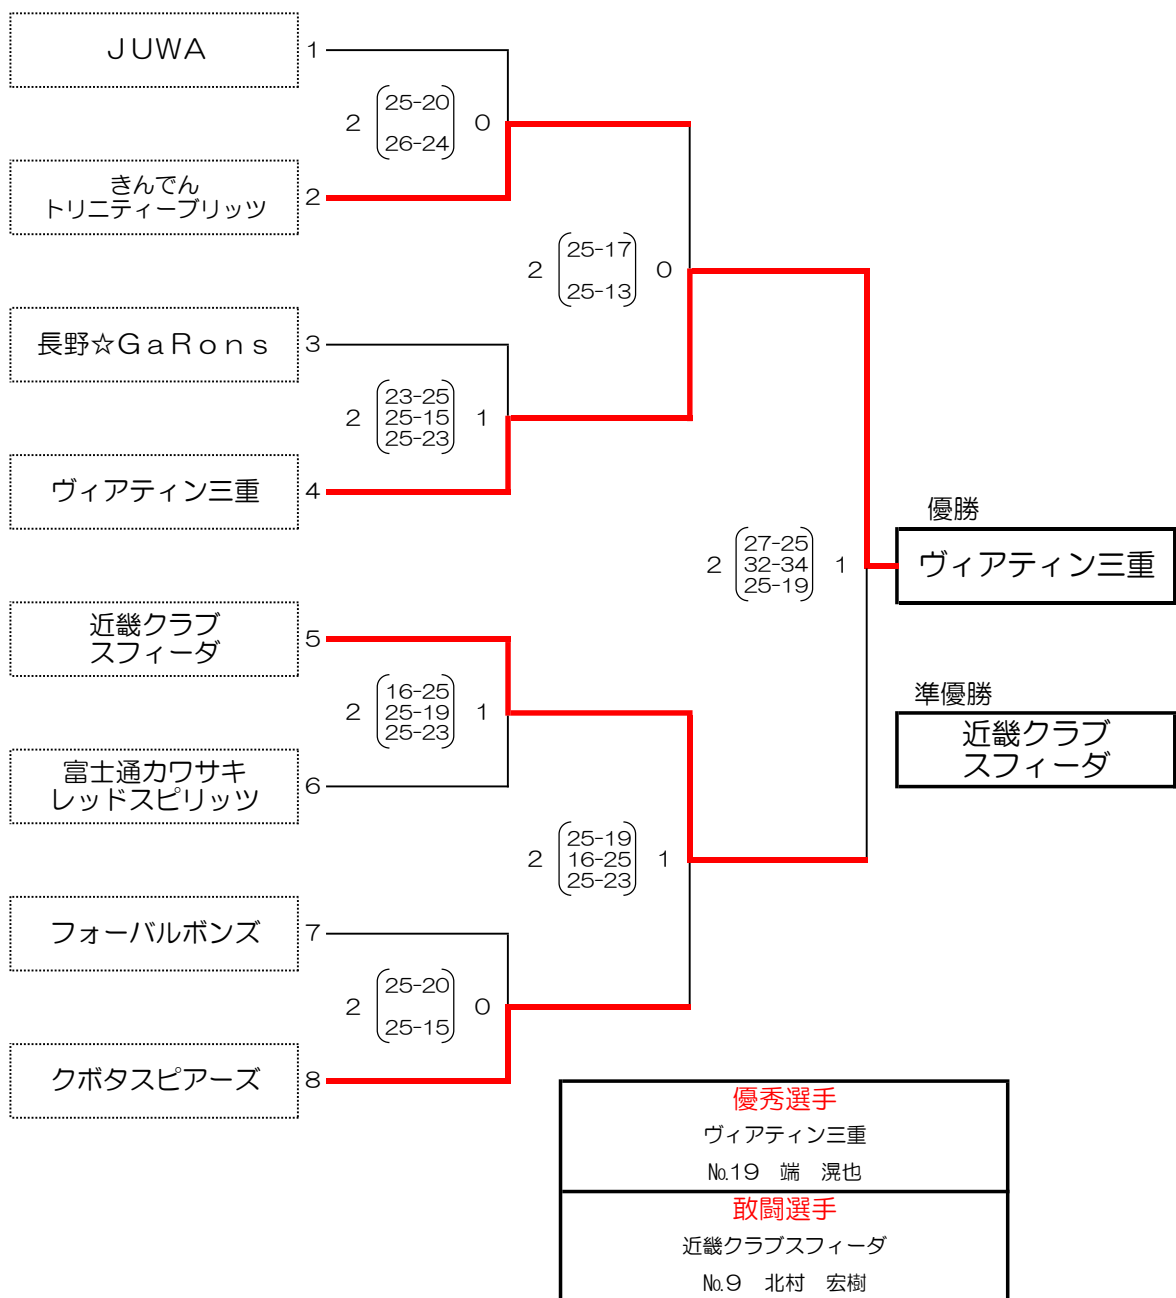 ＪＵＷＡ
1
2
25-20
26-24
0
きんでん
トリニティーブリッツ
2
2
25-17
25-13
0
長野☆ＧａＲｏｎｓ
3
2
23-25
25-15
25-23
1
ヴィアティン三重
4
優勝
2
27-25
32-34
25-19
1
ヴィアティン三重
近畿クラブ
スフィーダ
5
2
16-25
25-19
25-23
1
準優勝
近畿クラブ
スフィーダ
富士通カワサキ
レッドスピリッツ
6
2
25-19
16-25
25-23
1
フォーバルボンズ
7
2
25-20
25-15
0
クボタスピアーズ
8
優秀選手
ヴィアティン三重
№19　端　滉也
敢闘選手
近畿クラブスフィーダ
№9　北村　宏樹